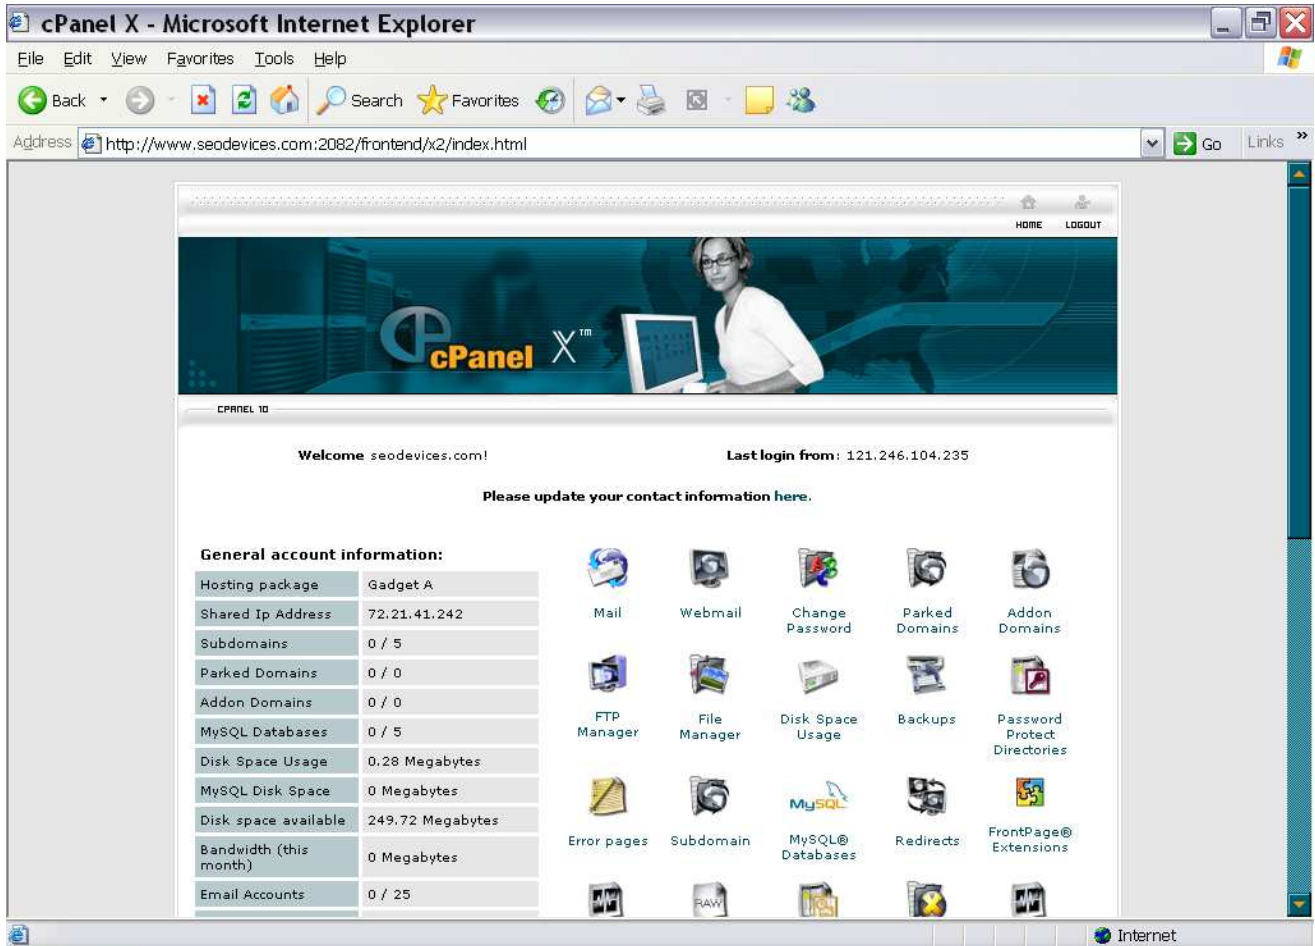 cPanel X - Microsoft Internet Explorer
File Edit View Favorites Tools Help
Back Search Favorites
Address http://www.seodevices.com:2082/frontend/x2/index.html Go Links »
HOME LOGOUT
cPanel X™
CPANEL 10
Welcome seodevices.com! Last login from: 121.246.104.235
Please update your contact information here.
General account information:
Hosting package Gadget A
Shared Ip Address 72.21.41.242
Subdomains 0 / 5
Parked Domains 0 / 0
Addon Domains 0 / 0
MySQL Databases 0 / 5
Disk Space Usage 0.28 Megabytes
MySQL Disk Space 0 Megabytes
Disk space available 249.72 Megabytes
Bandwidth (this
month) 0 Megabytes
Email Accounts 0 / 25
Mail Webmail Change Parked Addon
Password Domains Domains
FTP File Disk Space Backups Password
Manager Manager Usage Protect
Directories
MySQL
Error pages Subdomain MySQL® Redirects FrontPage®
Databases Extensions
RAW
Internet